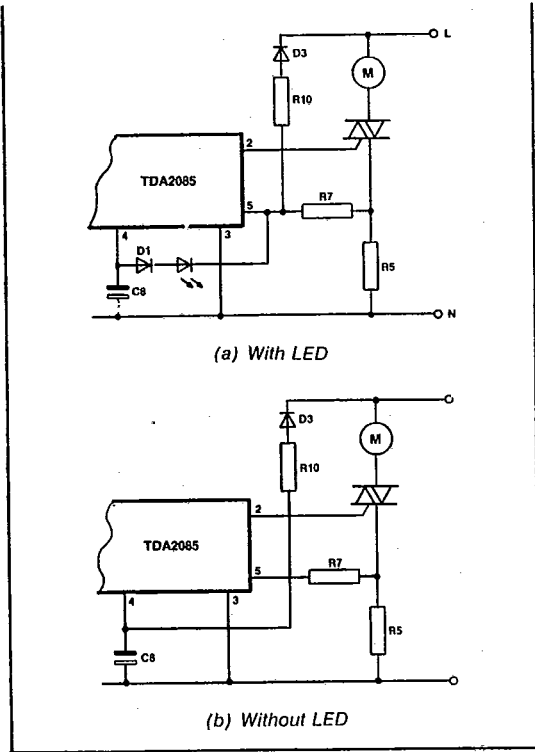 L
D3
M
R10
2
TDA2085
5
R7
4
3
D1
R5
C8
N
(a) With LED
D3
M
R10
2
TDA2085
R7
5
4
3
R5
C8
(b) Without LED